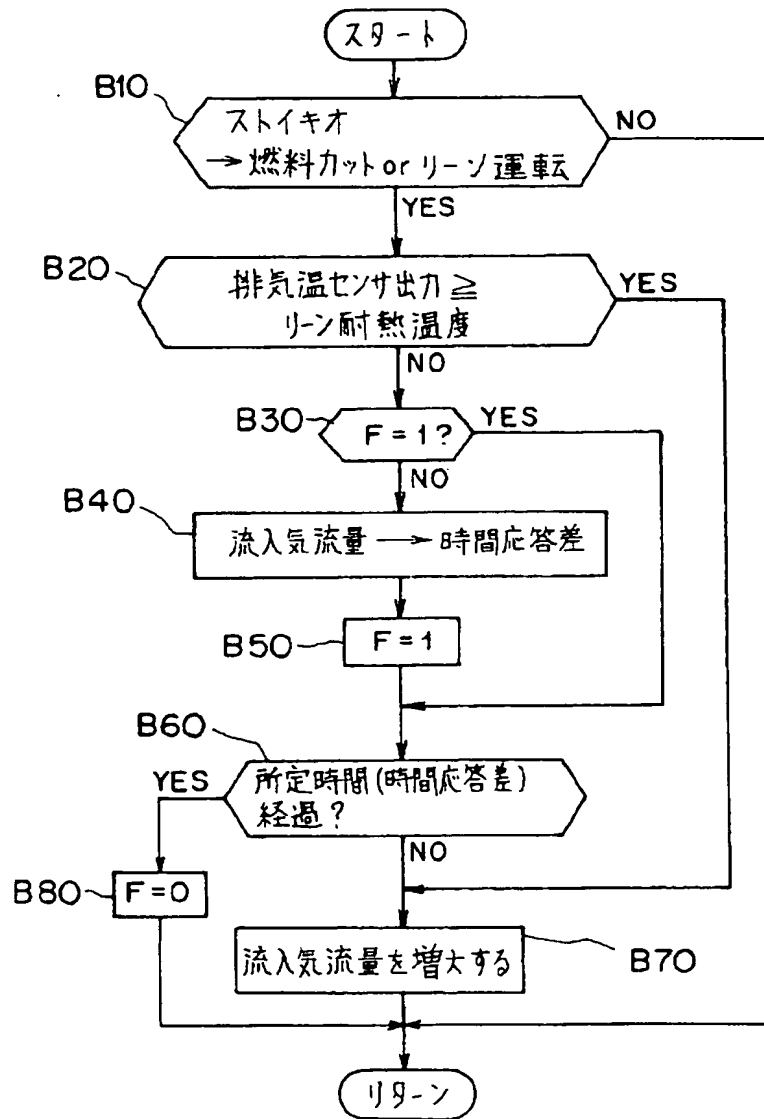 スタート
B10
ストイキオ
→燃料カットorリーン運転
NO
YES
B20
排気温センサ出力≧
リーン耐熱温度
YES
NO
B30
F=1?
YES
NO
B40
流入気流量 → 時間応答差
B50
F=1
B60
所定時間(時間応答差)
経過?
YES
NO
B80
F=0
流入気流量を増大する
B70
リターン